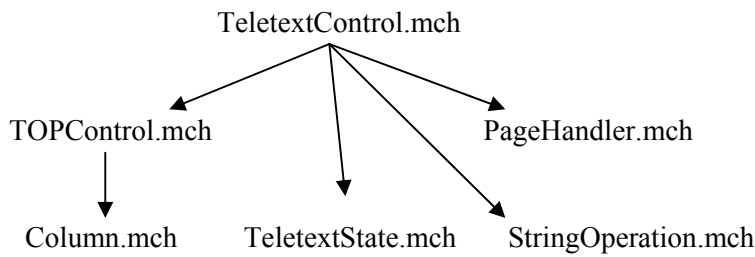 TeletextControl.mch
TOPControl.mch PageHandler.mch
Column.mch TeletextState.mch StringOperation.mch